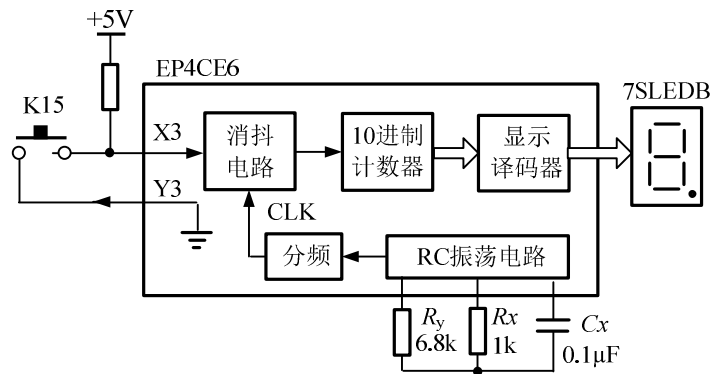 +5V
EP4CE6
7SLEDB
K15
X3
消抖
电路
10进制
计数器
显示
译码器
Y3
CLK
分频
RC振荡电路
Ry
6.8k
Rx
1k
Cx
0.1μF